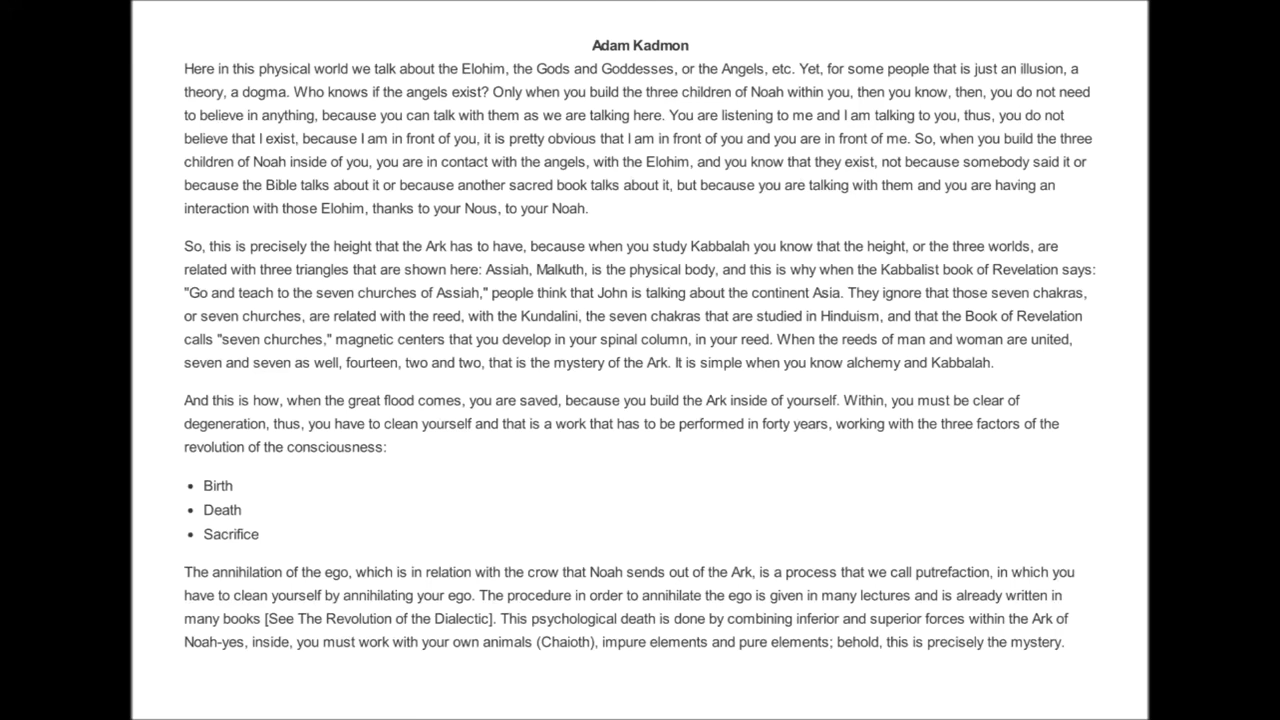 Adam Kadmon
Here in this physical world we talk about the Elohim, the Gods and Goddesses, or the Angels, etc. Yet, for some people that is just an illusion, a
theory, a dogma. Who knows if the angels exist? Only when you build the three children of Noah within you, then you know, then, you do not need
to believe in anything, because you can talk with them as we are talking here. You are listening to me and I am talking to you, thus, you do not
believe that I exist, because I am in front of you, it is pretty obvious that I am in front of you and you are in front of me. So, when you build the three
children of Noah inside of you, you are in contact with the angels, with the Elohim, and you know that they exist, not because somebody said it or
because the Bible talks about it or because another sacred book talks about it, but because you are talking with them and you are having an
interaction with those Elohim, thanks to your Nous, to your Noah.
So, this is precisely the height that the Ark has to have, because when you study Kabbalah you know that the height, or the three worlds, are
related with three triangles that are shown here: Assiah, Malkuth, is the physical body, and this is why when the Kabbalist book of Revelation says:
"Go and teach to the seven churches of Assiah," people think that John is talking about the continent Asia. They ignore that those seven chakras,
or seven churches, are related with the reed, with the Kundalini, the seven chakras that are studied in Hinduism, and that the Book of Revelation
calls "seven churches," magnetic centers that you develop in your spinal column, in your reed. When the reeds of man and woman are united,
seven and seven as well, fourteen, two and two, that is the mystery of the Ark. It is simple when you know alchemy and Kabbalah.
And this is how, when the great flood comes, you are saved, because you build the Ark inside of yourself. Within, you must be clear of
degeneration, thus, you have to clean yourself and that is a work that has to be performed in forty years, working with the three factors of the
revolution of the consciousness:
• Birth
• Death
• Sacrifice
The annihilation of the ego, which is in relation with the crow that Noah sends out of the Ark, is a process that we call putrefaction, in which you
have to clean yourself by annihilating your ego. The procedure in order to annihilate the ego is given in many lectures and is already written in
many books [See The Revolution of the Dialectic]. This psychological death is done by combining inferior and superior forces within the Ark of
Noah-yes, inside, you must work with your own animals (Chaioth), impure elements and pure elements; behold, this is precisely the mystery.